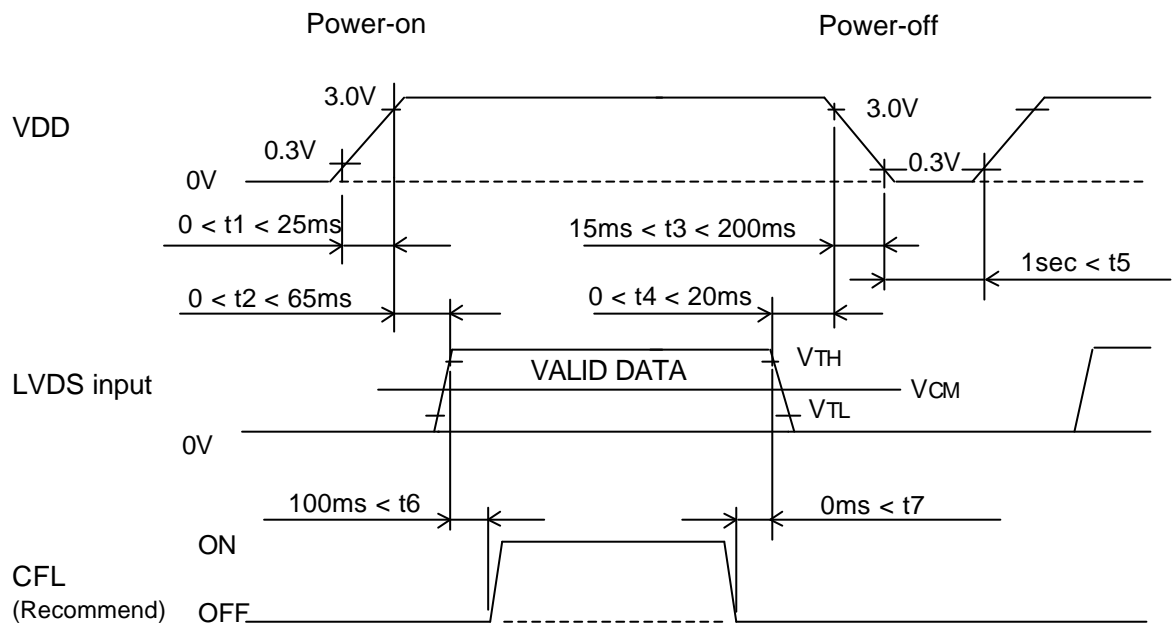 Power-on
Power-off
VDD
3.0V
3.0V
0.3V
0.3V
0V
0 < t1 < 25ms
15ms < t3 < 200ms
1sec < t5
0 < t2 < 65ms
0 < t4 < 20ms
LVDS input
VALID DATA
VTH
VCM
VTL
0V
100ms < t6
0ms < t7
ON
CFL
(Recommend)
OFF